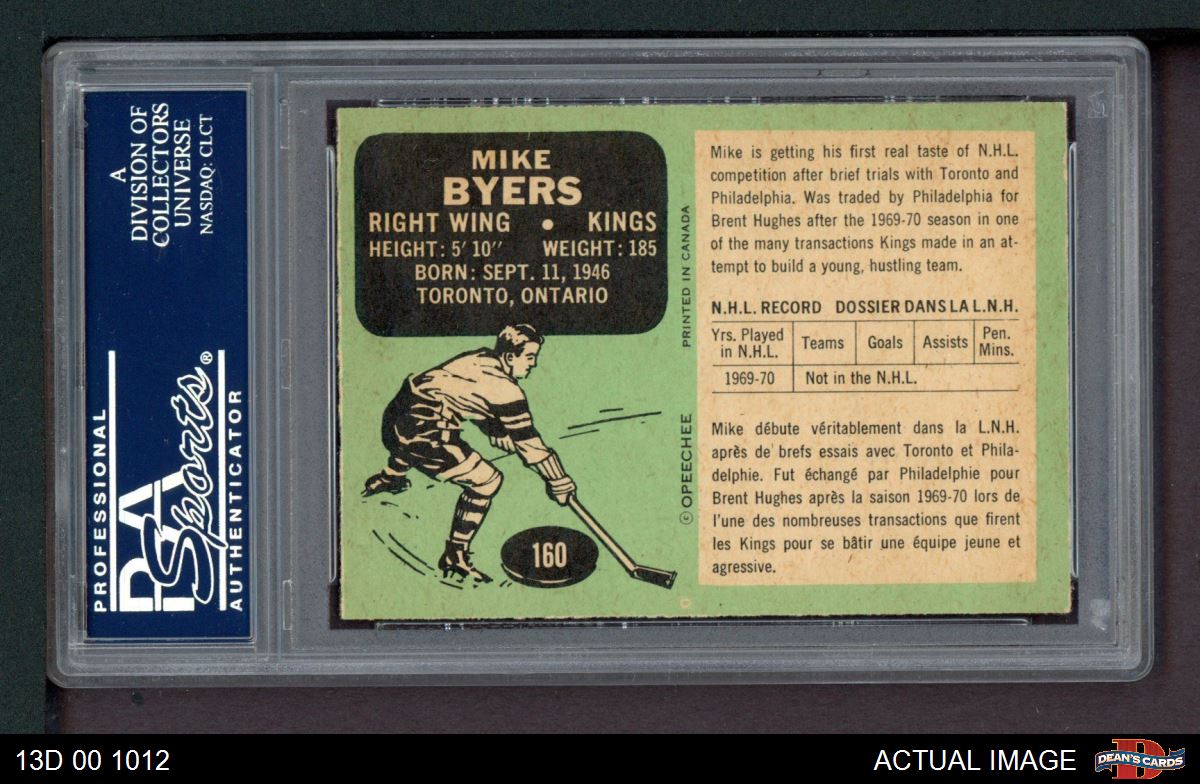 A
DIVISION OF
COLLECTORS
UNIVERSE
NASDAQ: CLCT
PROFESSIONAL
PSA
Sports®
AUTHENTICATOR
MIKE
BYERS
RIGHT WING • KINGS
HEIGHT: 5' 10'' WEIGHT: 185
BORN: SEPT. 11, 1946
TORONTO, ONTARIO
160
© OPEECHEE PRINTED IN CANADA
Mike is getting his first real taste of N.H.L.
competition after brief trials with Toronto and
Philadelphia. Was traded by Philadelphia for
Brent Hughes after the 1969-70 season in one
of the many transactions Kings made in an at-
tempt to build a young, hustling team.
N.H.L. RECORD DOSSIER DANS LA L.N.H.
Yrs. Played Teams Goals Assists Pen.
in N.H.L. Mins.
1969-70 Not in the N.H.L.
Mike débute véritablement dans la L.N.H.
après de brefs essais avec Toronto et Phila-
delphie. Fut échangé par Philadelphie pour
Brent Hughes après la saison 1969-70 lors de
l'une des nombreuses transactions que firent
les Kings pour se bâtir une équipe jeune et
agressive.
13D 00 1012
ACTUAL IMAGE
D
DEAN'S CARDS